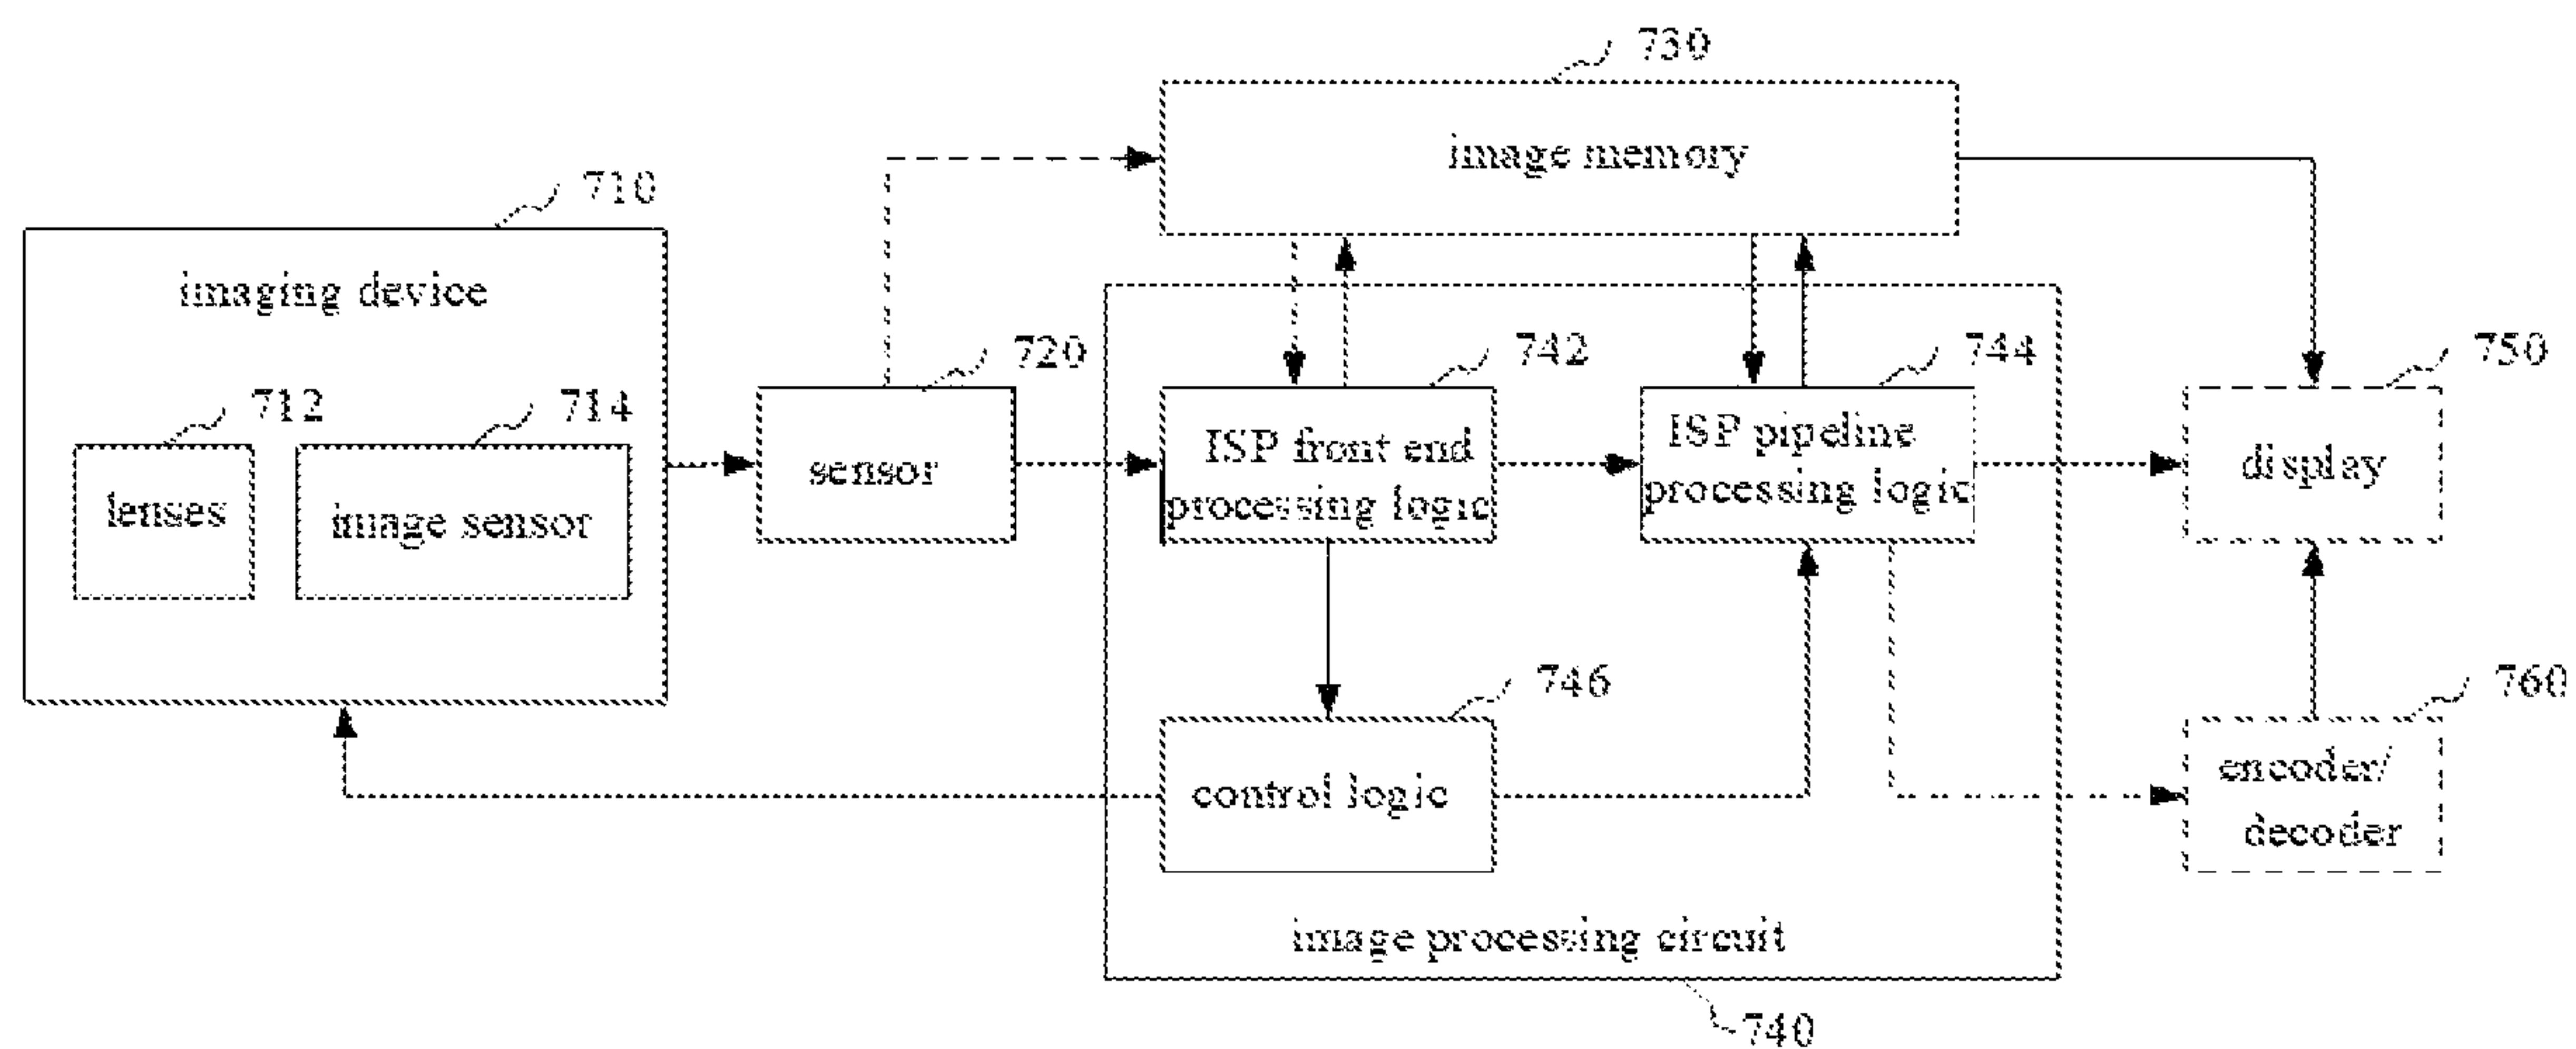 730
image memory
710
imaging device
720
742
744
750
712
714
lenses
image sensor
sensor
ISP front end
processing logic
ISP pipeline
processing logic
display
746
760
control logic
encoder/
decoder
image processing circuit
740